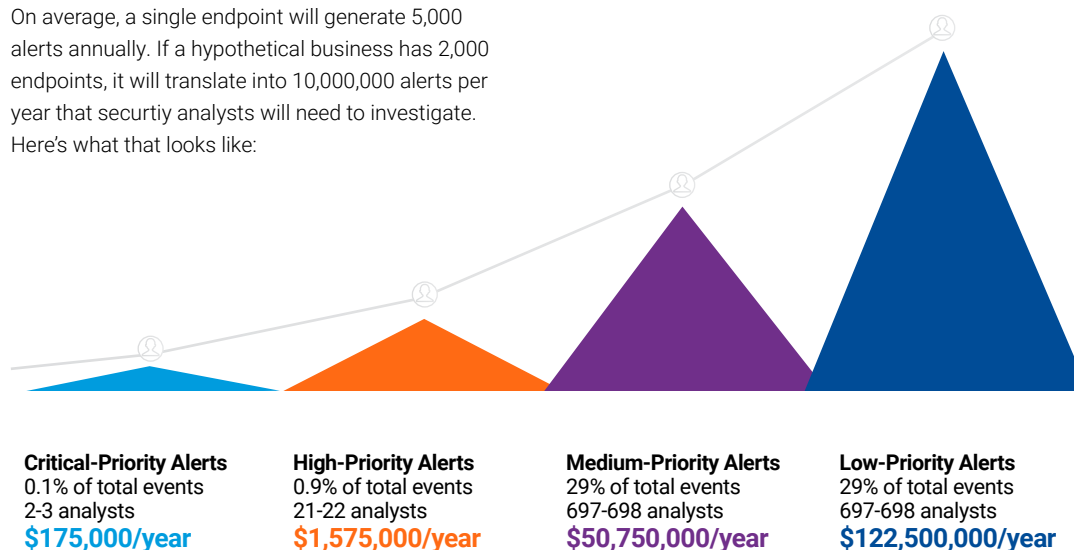 On average, a single endpoint will generate 5,000
alerts annually. If a hypothetical business has 2,000
endpoints, it will translate into 10,000,000 alerts per
year that securtiy analysts will need to investigate.
Here's what that looks like:
Critical-Priority Alerts
0.1% of total events
2-3 analysts
$175,000/year
High-Priority Alerts
0.9% of total events
21-22 analysts
$1,575,000/year
Medium-Priority Alerts
29% of total events
697-698 analysts
$50,750,000/year
Low-Priority Alerts
29% of total events
697-698 analysts
$122,500,000/year